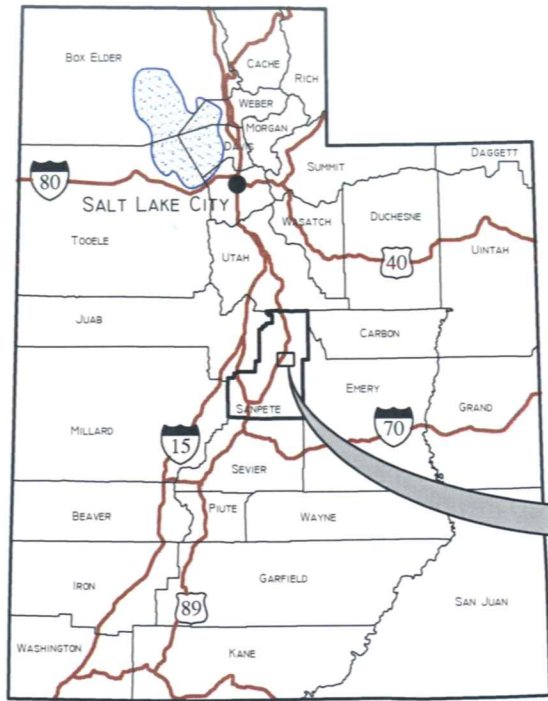 BOX ELDER
CACHE
RICH
WEBER
MORGAN
DAVIS
SUMMIT
DAGGETT
80
SALT LAKE CITY
WASATCH
DUCHESNE
TOOELE
UTAH
40
UINTAH
JUAB
CARBON
EMERY
GRAND
SANPETE
MILLARD
15
70
SEVIER
BEAVER
PIUTE
WAYNE
IRON
GARFIELD
SAN JUAN
89
WASHINGTON
KANE